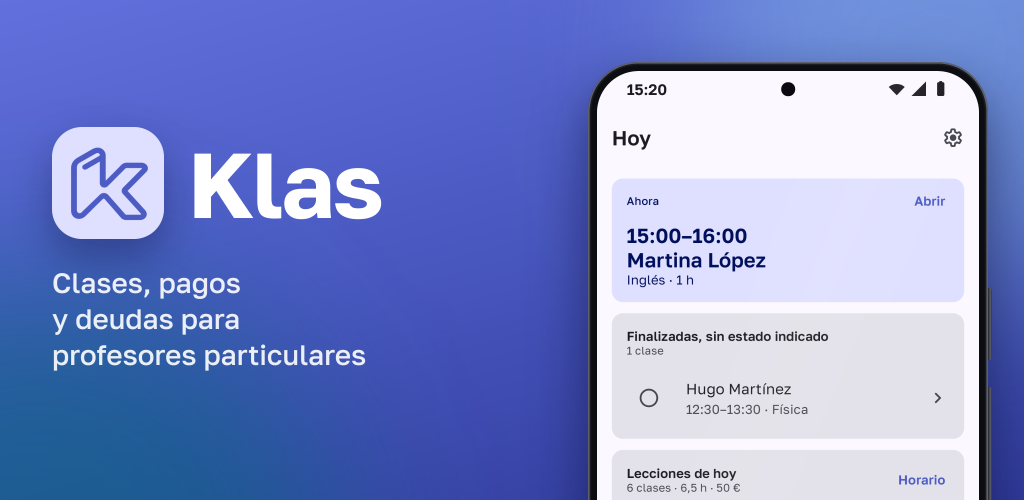 Klas
Clases, pagos
y deudas para
profesores particulares
15:20
Hoy
Ahora
Abrir
15:00–16:00
Martina López
Inglés · 1 h
Finalizadas, sin estado indicado
1 clase
Hugo Martínez
12:30–13:30 · Física
Lecciones de hoy
6 clases · 6,5 h · 50 €
Horario